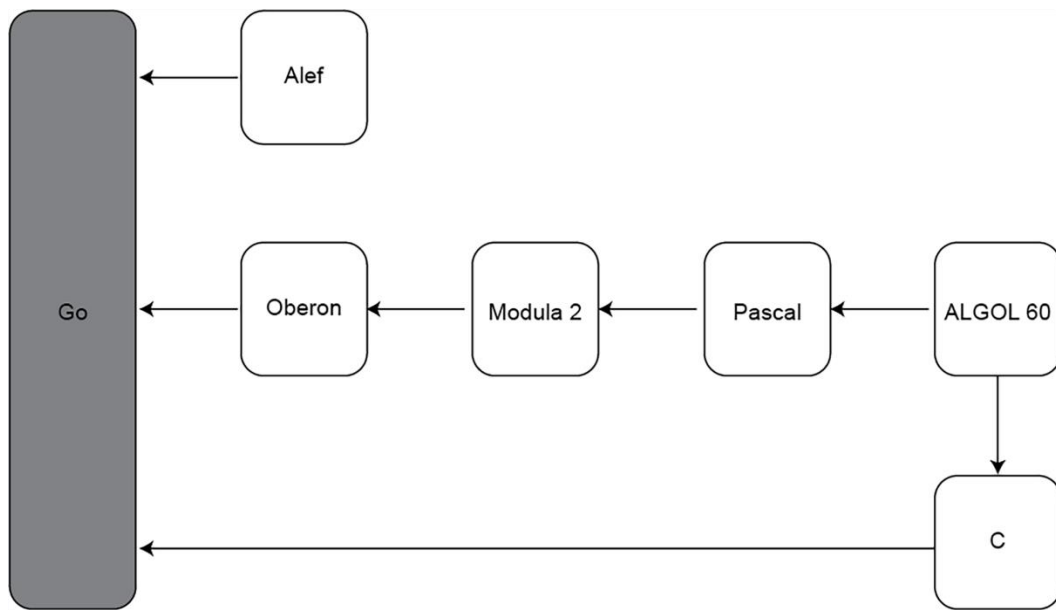 Alef
Go
Oberon
Modula 2
Pascal
ALGOL 60
C